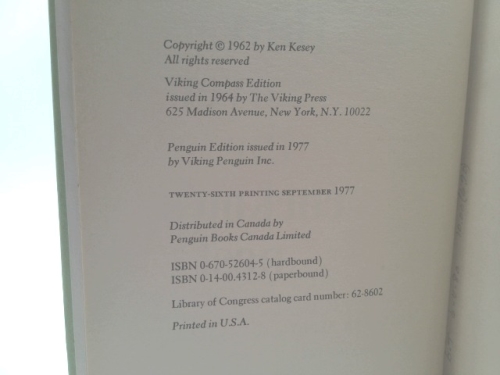 Copyright © 1962 by Ken Kesey
All rights reserved
Viking Compass Edition
issued in 1964 by The Viking Press
625 Madison Avenue, New York, N.Y. 10022
Penguin Edition issued in 1977
by Viking Penguin Inc.
TWENTY-SIXTH PRINTING SEPTEMBER 1977
Distributed in Canada by
Penguin Books Canada Limited
ISBN 0-670-52604-5 (hardbound)
ISBN 0-14-00.4312-8 (paperbound)
Library of Congress catalog card number: 62-8602
Printed in U.S.A.